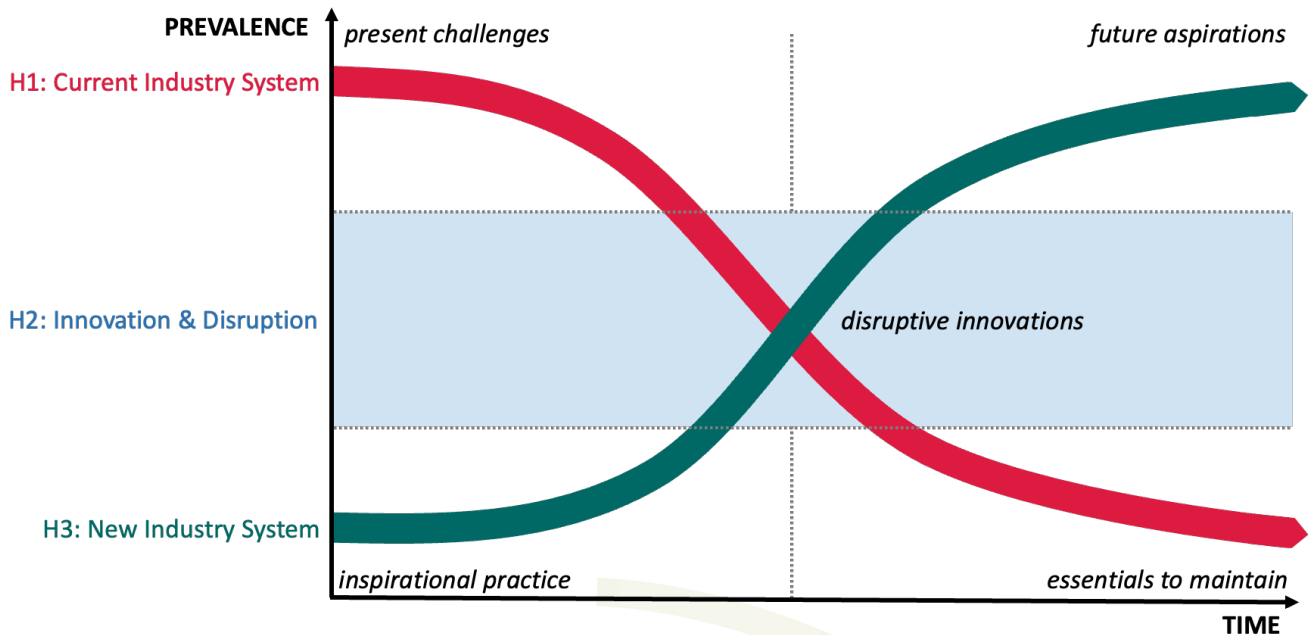 PREVALENCE
present challenges
future aspirations
H1: Current Industry System
H2: Innovation & Disruption
disruptive innovations
H3: New Industry System
inspirational practice
essentials to maintain
TIME